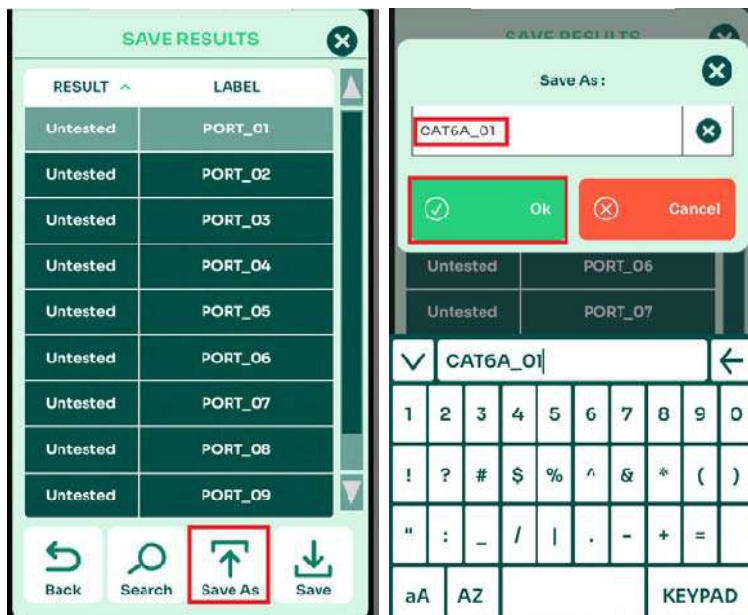 SAVE RESULTS
RESULT LABEL
Untested PORT_01
Untested PORT_02
Untested PORT_03
Untested PORT_04
Untested PORT_05
Untested PORT_06
Untested PORT_07
Untested PORT_08
Untested PORT_09
Back Search Save As Save
SAVE RESULTS
Save As:
CAT6A_01
Ok Cancel
Untested PORT_06
Untested PORT_07
CAT6A_01
1 2 3 4 5 6 7 8 9 0
! ? # $ % ^ & * ( )
" : _ / | . - + =
aA AZ KEYPAD